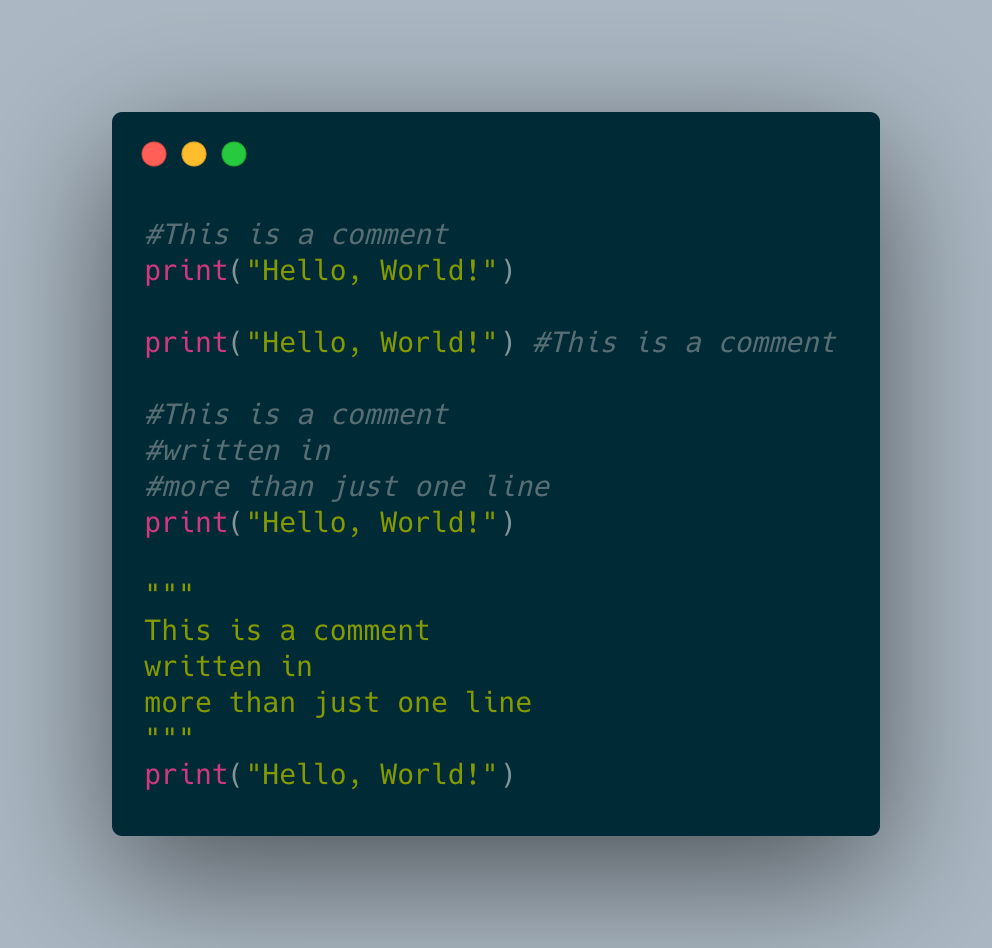 #This is a comment
print("Hello, World!")
print("Hello, World!") #This is a comment
#This is a comment
#written in
#more than just one line
print("Hello, World!")
"""
This is a comment
written in
more than just one line
"""
print("Hello, World!")